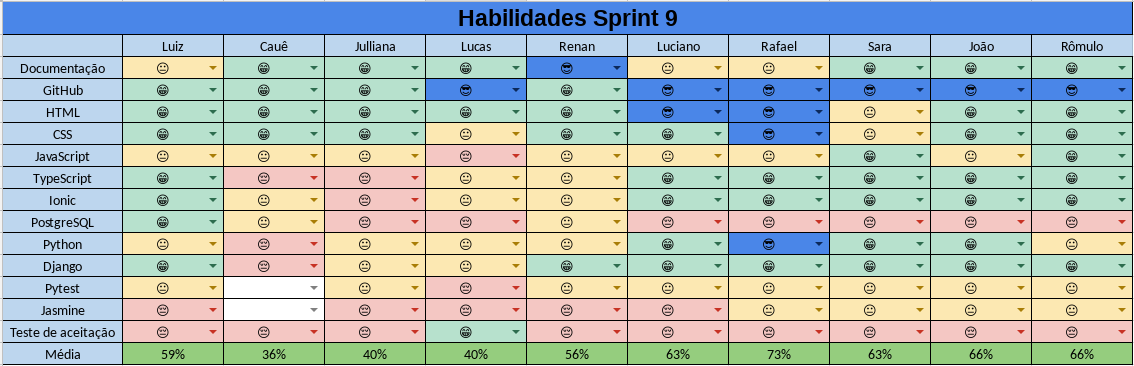 Habilidades Sprint 9
Luiz Cauê Julliana Lucas Renan Luciano Rafael Sara João Rômulo
Documentação 😐 😁 😁 😁 😎 😐 😐 😁 😁 😁
GitHub 😁 😁 😁 😎 😁 😎 😎 😎 😎 😎
HTML 😁 😁 😁 😁 😁 😎 😎 😐 😁 😁
CSS 😁 😁 😁 😐 😁 😁 😎 😐 😁 😁
JavaScript 😐 😐 😐 😔 😐 😐 😐 😁 😐 😁
TypeScript 😁 😔 😔 😐 😐 😁 😁 😁 😁 😁
Ionic 😁 😐 😔 😐 😐 😁 😁 😁 😁 😁
PostgreSQL 😁 😐 😔 😔 😐 😔 😔 😔 😔 😔
Python 😐 😔 😐 😐 😐 😁 😎 😁 😁 😐
Django 😁 😔 😐 😐 😁 😁 😁 😁 😁 😁
Pytest 😐 😐 😔 😐 😐 😐 😐 😐 😐
Jasmine 😔 😔 😔 😔 😔 😐 😐 😐 😐
Teste de aceitação 😔 😔 😔 😁 😔 😔 😔 😔 😔 😔
Média 59% 36% 40% 40% 56% 63% 73% 63% 66% 66%